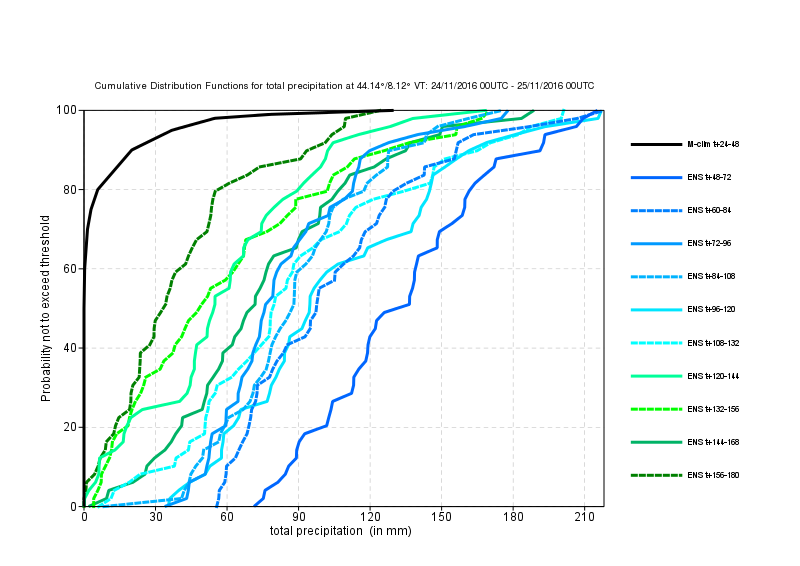 Cumulative Distribution Functions for total precipitation at 44.14°/8.12° VT: 24/11/2016 00UTC - 25/11/2016 00UTC
100
80
60
40
20
0
Probability not to exceed threshold
0 30 60 90 120 150 180 210
total precipitation (in mm)
M-clim t+24-48
ENS t+48-72
ENS t+60-84
ENS t+72-96
ENS t+84-108
ENS t+96-120
ENS t+108-132
ENS t+120-144
ENS t+132-156
ENS t+144-168
ENS t+156-180